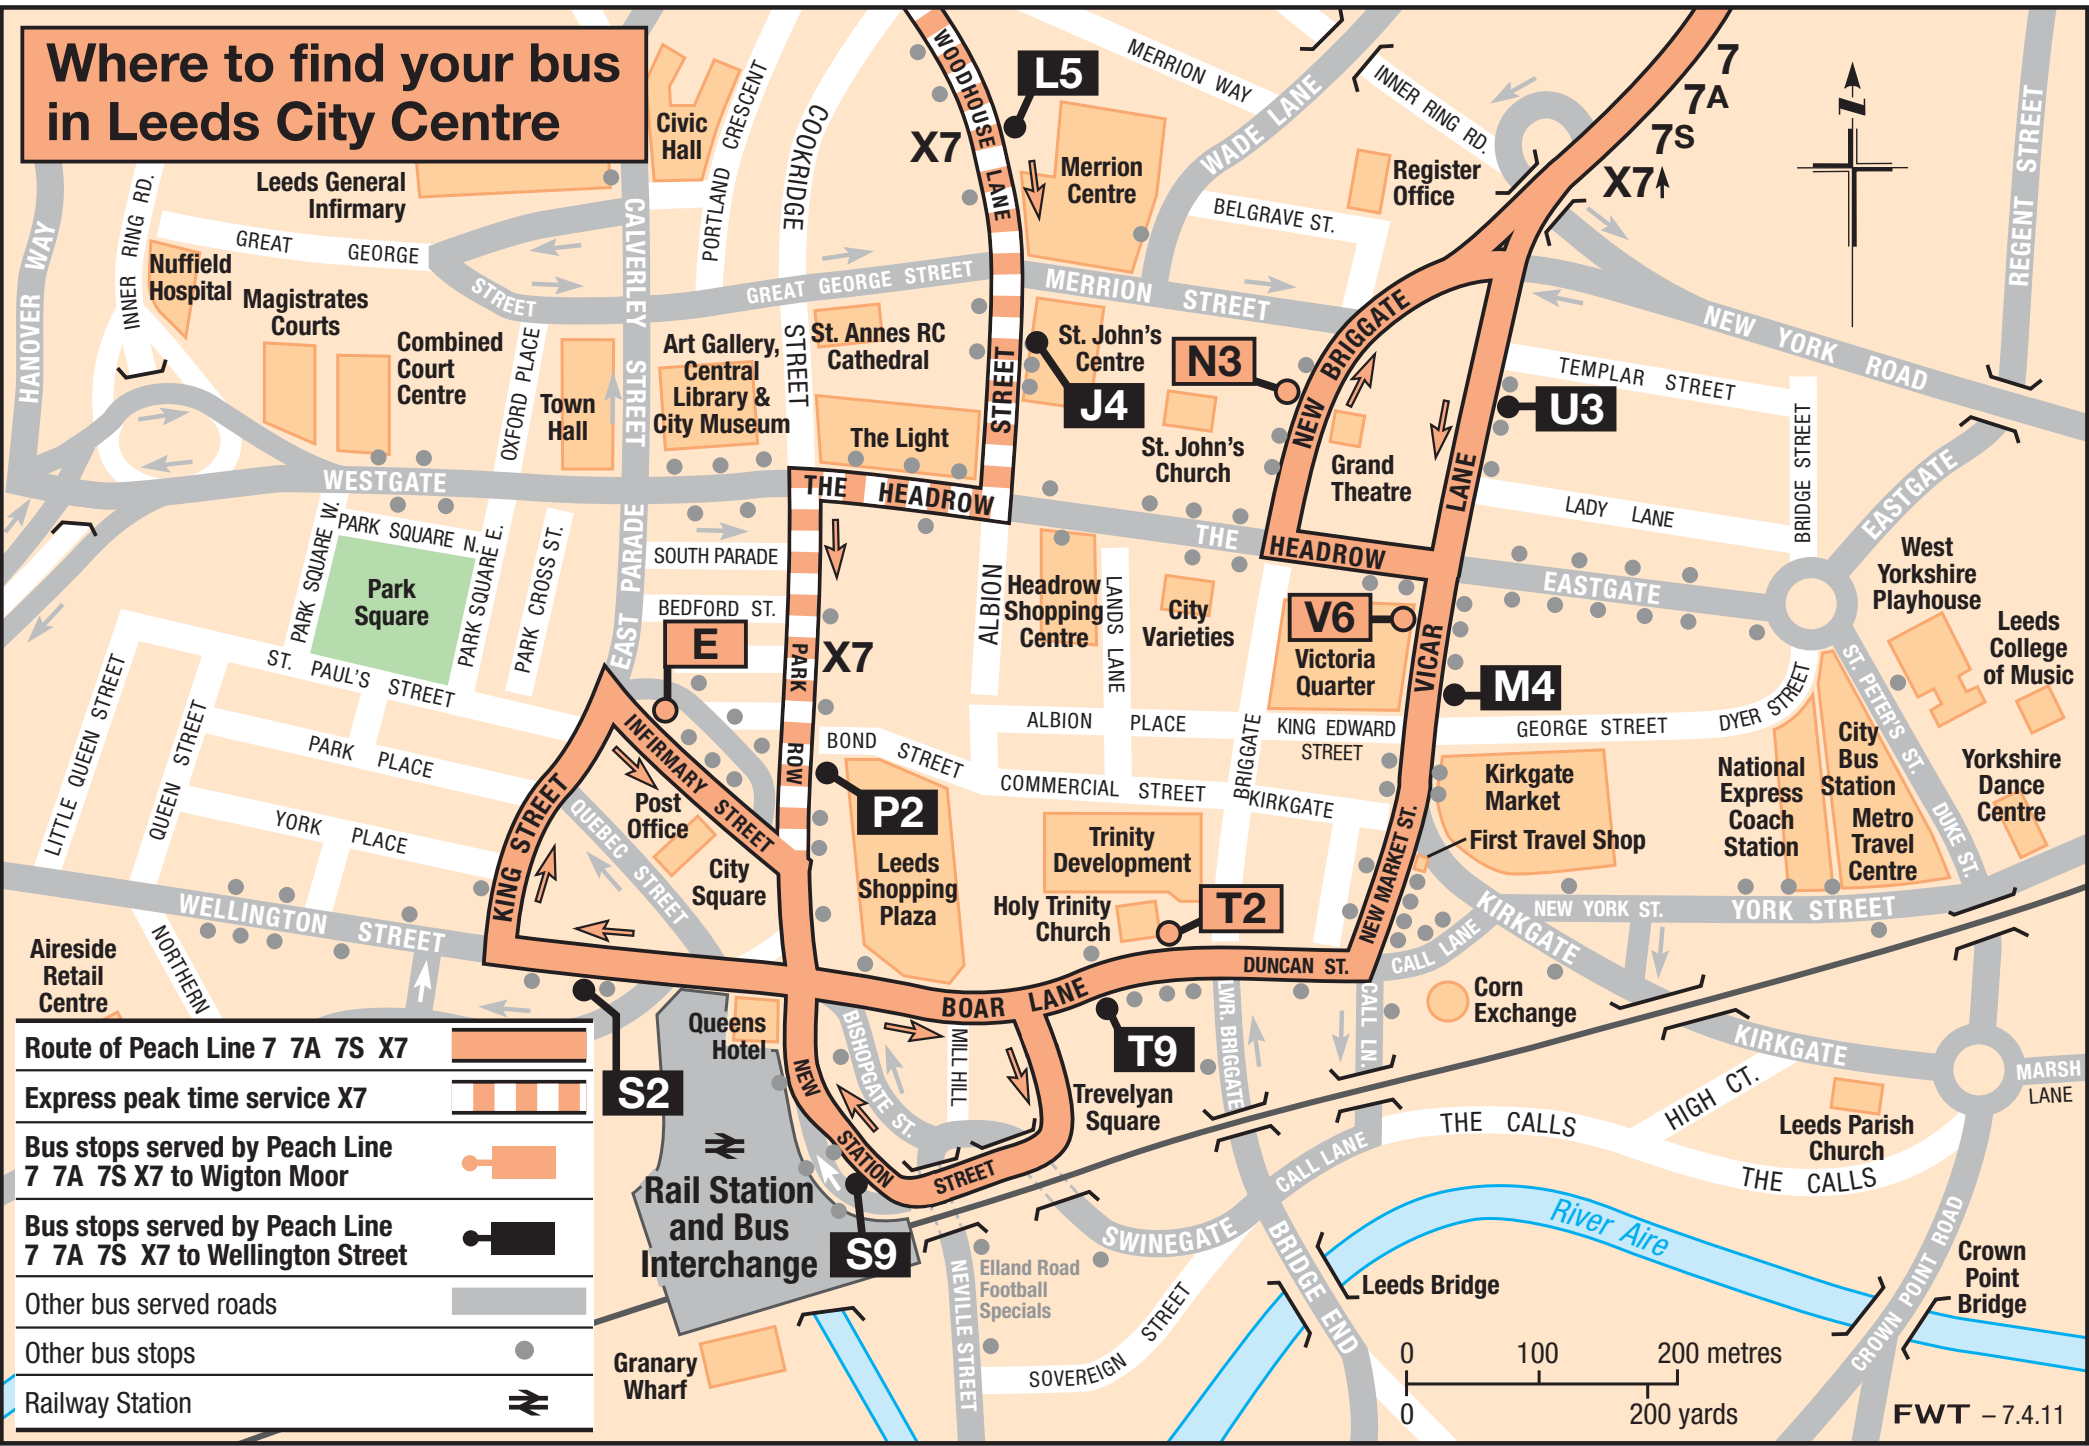 Where to find your bus
in Leeds City Centre
WOODHOUSE LANE
L5
X7
MERRION WAY
WADE LANE
INNER RING RD.
7
7A
7S
X7
REGENT STREET
Civic
Hall
PORTLAND CRESCENT
COOKRIDGE
STREET
Merrion
Centre
Register
Office
BELGRAVE ST.
Leeds General
Infirmary
HANOVER WAY
INNER RING RD.
GREAT GEORGE
STREET
CALVERLEY STREET
GREAT GEORGE STREET
MERRION STREET
NEW YORK ROAD
Nuffield
Hospital
Magistrates
Courts
Combined
Court
Centre
OXFORD PLACE
Town
Hall
Art Gallery,
Central
Library &
City Museum
St. Annes RC
Cathedral
The Light
STREET
St. John's
Centre
J4
N3
St. John's
Church
NEW BRIGGATE
Grand
Theatre
U3
TEMPLAR STREET
BRIDGE STREET
LADY LANE
EASTGATE
WESTGATE
THE HEADROW
THE
HEADROW
VICAR LANE
EASTGATE
PARK SQUARE W.
PARK SQUARE N.
PARK SQUARE E.
PARK CROSS ST.
Park
Square
EAST PARADE
SOUTH PARADE
BEDFORD ST.
E
PARK ROW
X7
ALBION
Headrow
Shopping
Centre
LANDS LANE
City
Varieties
V6
Victoria
Quarter
M4
West
Yorkshire
Playhouse
Leeds
College
of Music
ST. PAUL'S STREET
LITTLE QUEEN STREET
QUEEN STREET
PARK PLACE
YORK PLACE
KING STREET
INFIRMARY STREET
Post
Office
QUEBEC STREET
City
Square
BOND STREET
ALBION PLACE
COMMERCIAL STREET
BRIGGATE
KING EDWARD
STREET
KIRKGATE
GEORGE STREET
DYER STREET
ST. PETER'S ST.
DUKE ST.
P2
Leeds
Shopping
Plaza
Trinity
Development
Holy Trinity
Church
T2
NEW MARKET ST.
Kirkgate
Market
First Travel Shop
National
Express
Coach
Station
City
Bus
Station
Metro
Travel
Centre
Yorkshire
Dance
Centre
KIRKGATE
NEW YORK ST.
YORK STREET
WELLINGTON STREET
NORTHERN
Aireside
Retail
Centre
DUNCAN ST.
CALL LANE
CALL LN.
Corn
Exchange
BOAR LANE
T9
LWR. BRIGGATE
Queens
Hotel
BISHOPGATE ST.
MILL HILL
NEW STATION STREET
Trevelyan
Square
S2
S9
Rail Station
and Bus
Interchange
KIRKGATE
MARSH
LANE
HIGH CT.
THE CALLS
THE CALLS
Leeds Parish
Church
CALL LANE
SWINEGATE
BRIDGE END
River Aire
Leeds Bridge
CROWN POINT ROAD
Crown
Point
Bridge
NEVILLE STREET
Elland Road
Football
Specials
SOVEREIGN STREET
Granary
Wharf
Route of Peach Line 7 7A 7S X7
Express peak time service X7
Bus stops served by Peach Line
7 7A 7S X7 to Wigton Moor
Bus stops served by Peach Line
7 7A 7S X7 to Wellington Street
Other bus served roads
Other bus stops
Railway Station
0 100 200 metres
0 200 yards
FWT – 7.4.11